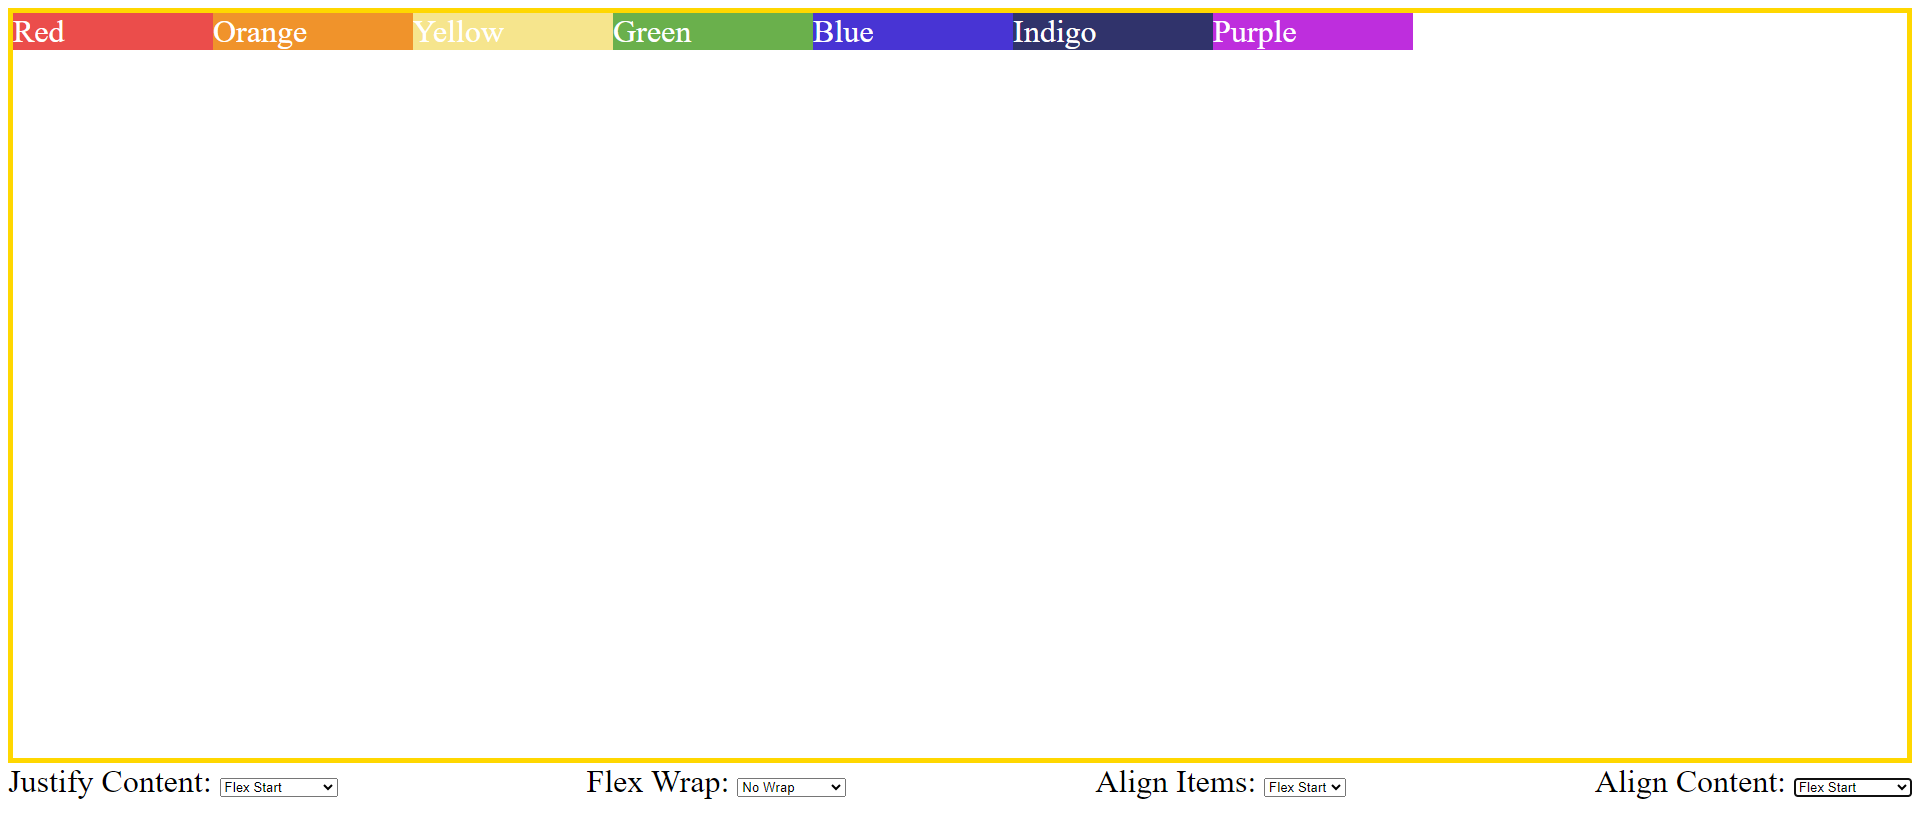 Red Orange Yellow Green Blue Indigo Purple
Justify Content: Flex Start Flex Wrap: No Wrap Align Items: Flex Start Align Content: Flex Start